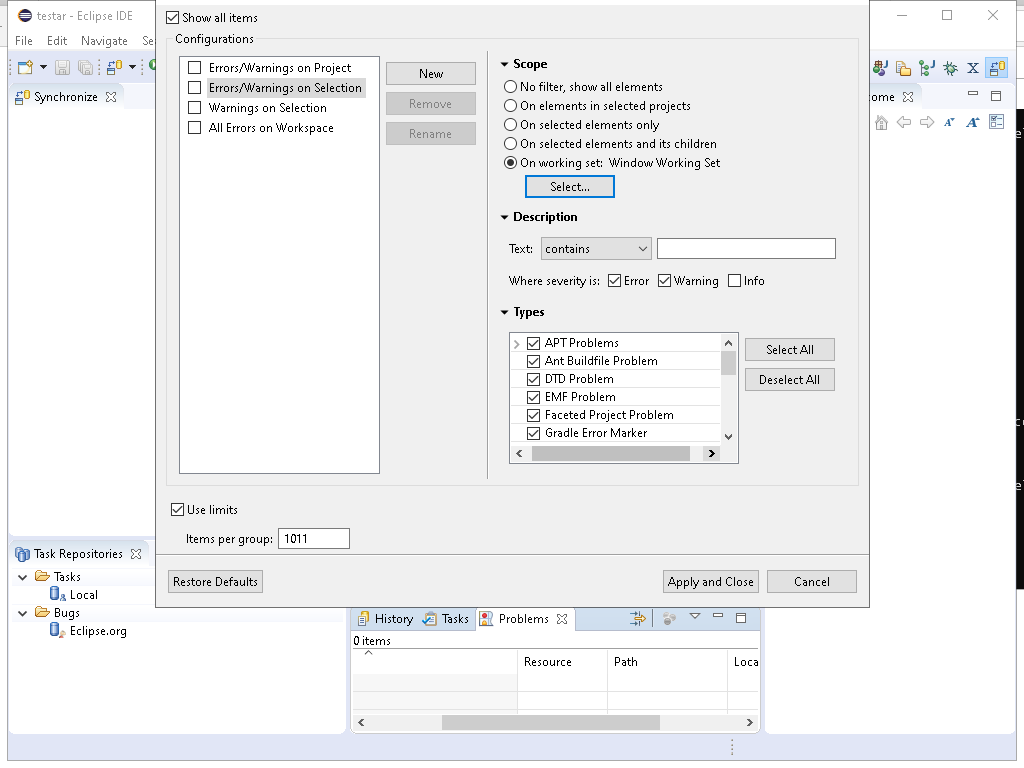 testar - Eclipse IDE
File Edit Navigate Se
Synchronize
Show all items
Configurations
Errors/Warnings on Project
Errors/Warnings on Selection
Warnings on Selection
All Errors on Workspace
New
Remove
Rename
Scope
No filter, show all elements
On elements in selected projects
On selected elements only
On selected elements and its children
On working set: Window Working Set
Select...
Description
Text: contains
Where severity is: Error Warning Info
Types
APT Problems
Ant Buildfile Problem
DTD Problem
EMF Problem
Faceted Project Problem
Gradle Error Marker
Select All
Deselect All
Use limits
Items per group: 1011
Restore Defaults
Apply and Close
Cancel
ome
Task Repositories
Tasks
Local
Bugs
Eclipse.org
History Tasks Problems
0 items
Resource Path Loca